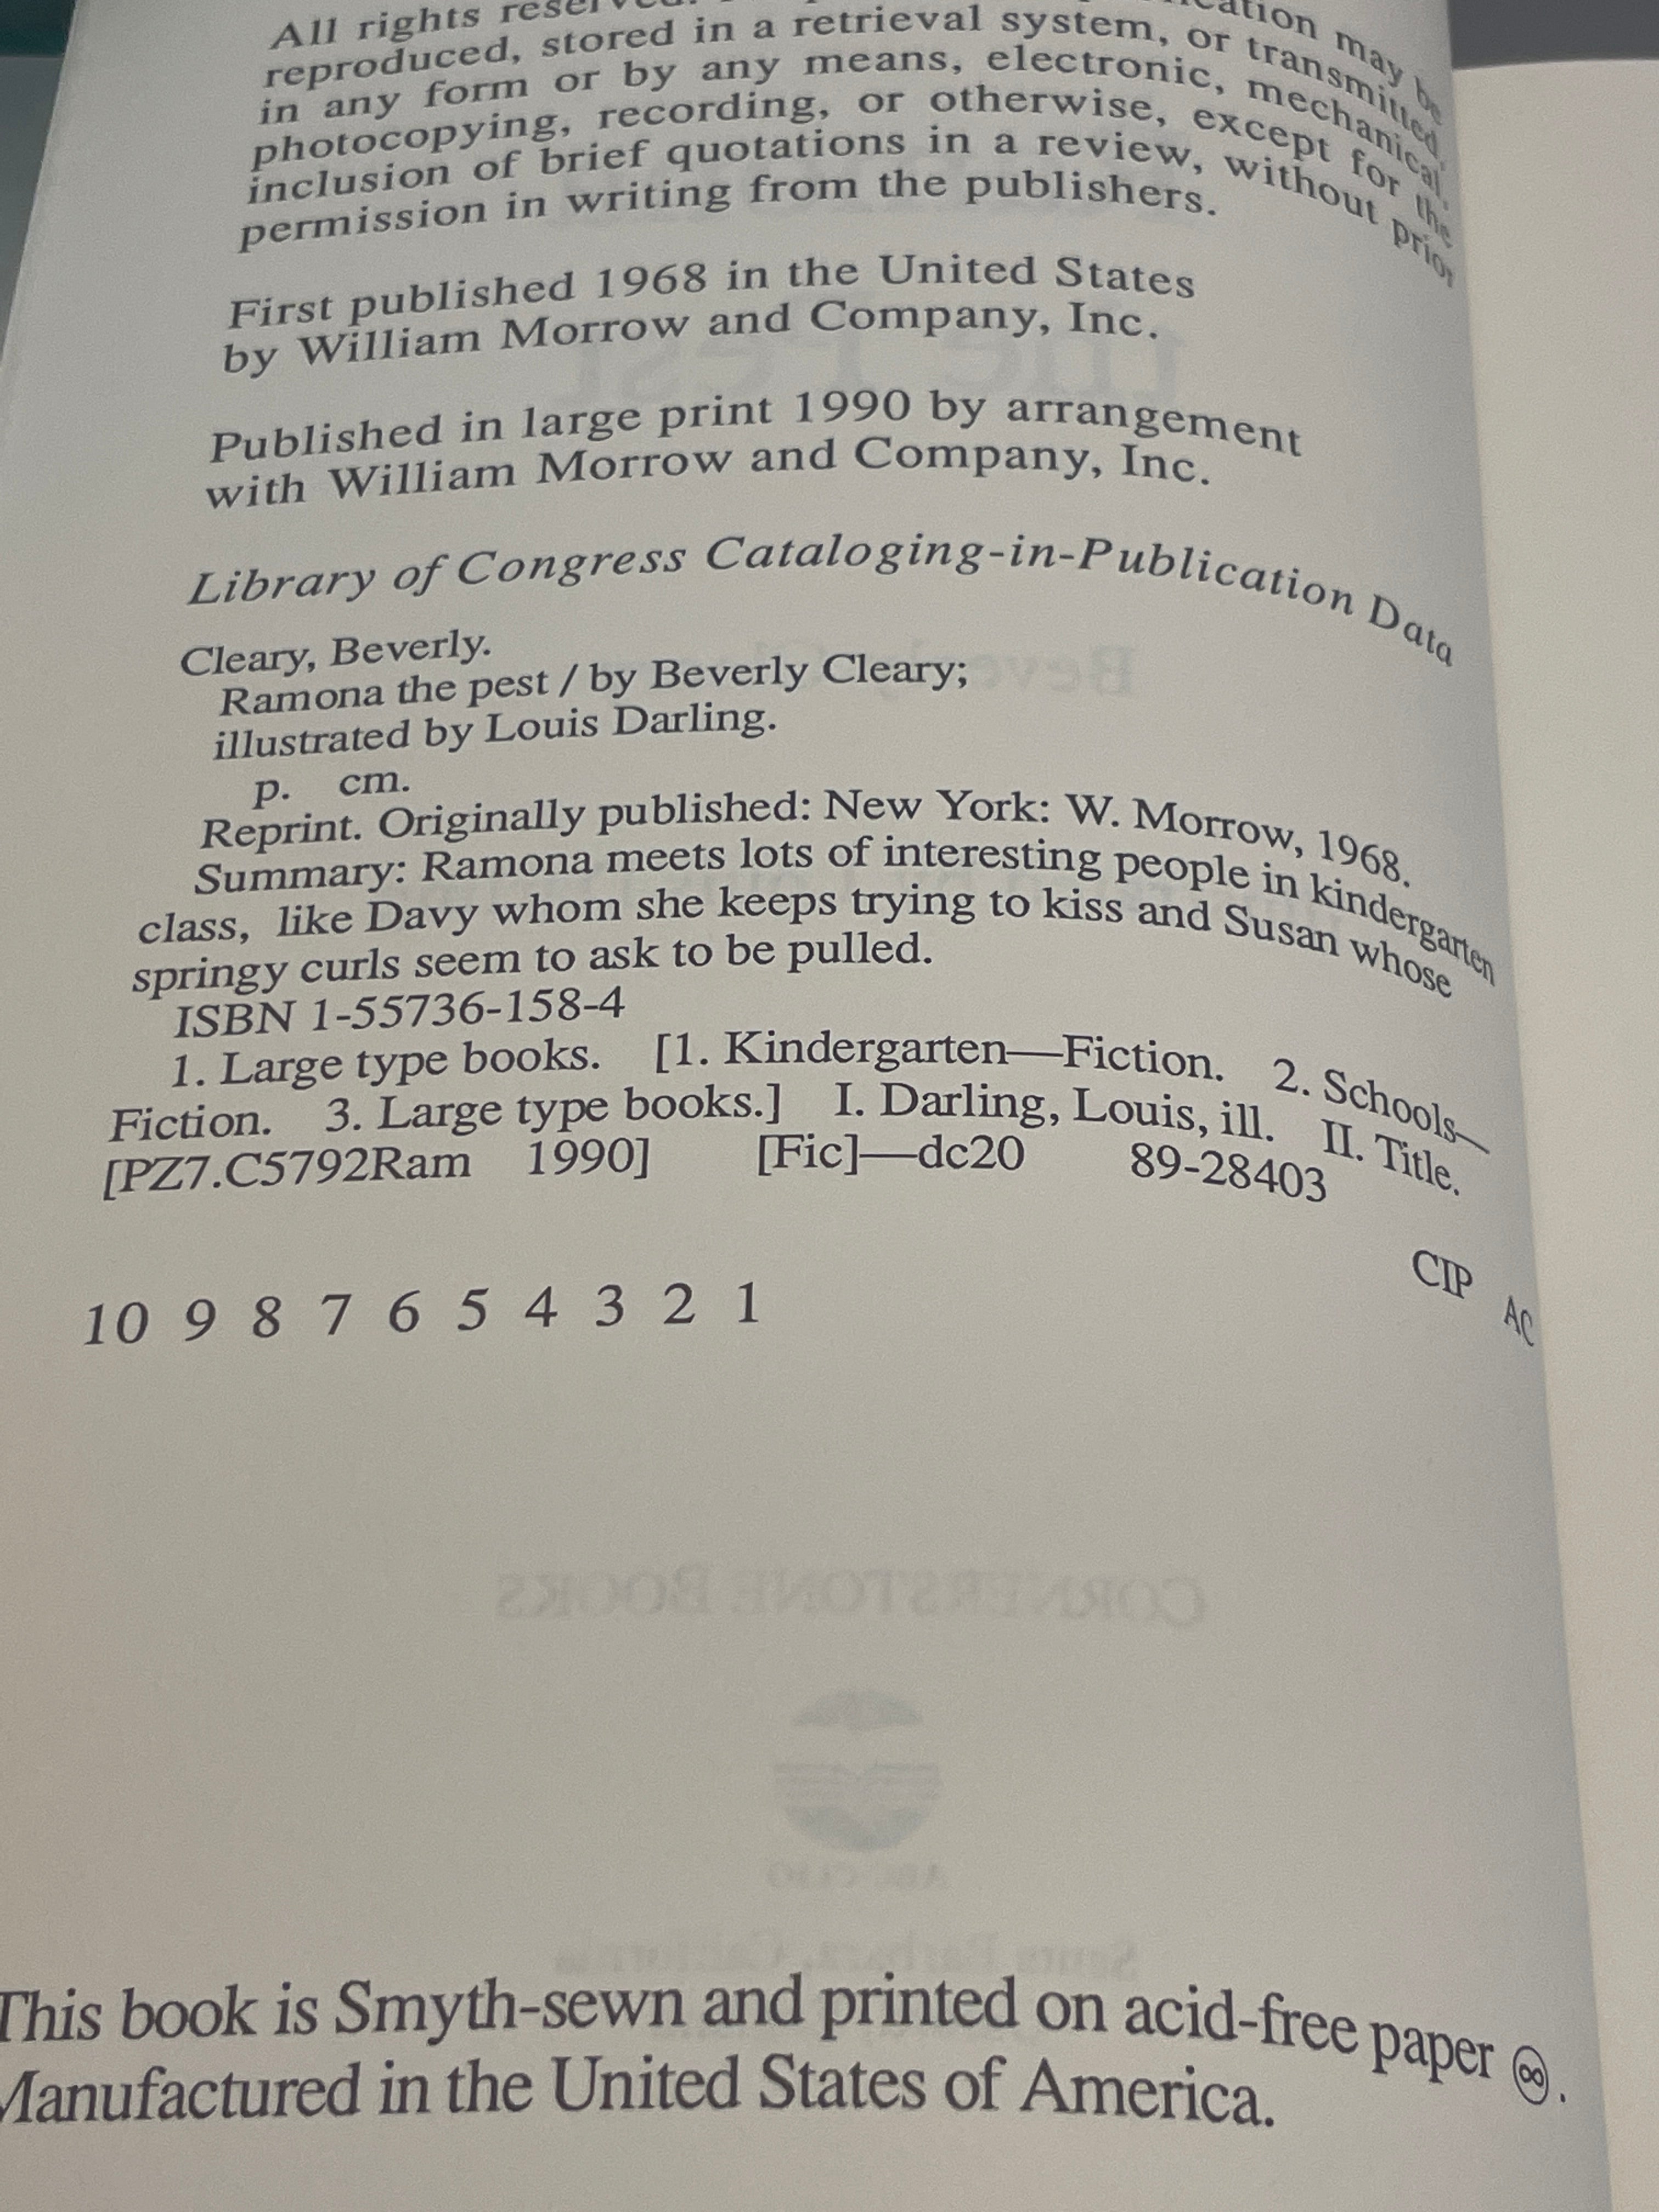 All rights reserved.
cation may be
reproduced, stored in a retrieval system, or transmitted,
in any form or by any means, electronic, mechanical,
photocopying, recording, or otherwise, except for the
inclusion of brief quotations in a review, without prior
permission in writing from the publishers.
First published 1968 in the United States
by William Morrow and Company, Inc.
Published in large print 1990 by arrangement
with William Morrow and Company, Inc.
Library of Congress Cataloging-in-Publication Data
Cleary, Beverly.
Ramona the pest / by Beverly Cleary;
illustrated by Louis Darling.
p. cm.
Reprint. Originally published: New York: W. Morrow, 1968.
Summary: Ramona meets lots of interesting people in kindergarten
class, like Davy whom she keeps trying to kiss and Susan whose
springy curls seem to ask to be pulled.
ISBN 1-55736-158-4
1. Large type books. [1. Kindergarten—Fiction. 2. Schools—
Fiction. 3. Large type books.] I. Darling, Louis, ill. II. Title.
[PZ7.C5792Ram 1990] [Fic]—dc20 89-28403
CIP AC
10 9 8 7 6 5 4 3 2 1
CORNERSTONE BOOKS
This book is Smyth-sewn and printed on acid-free paper ♾.
Manufactured in the United States of America.